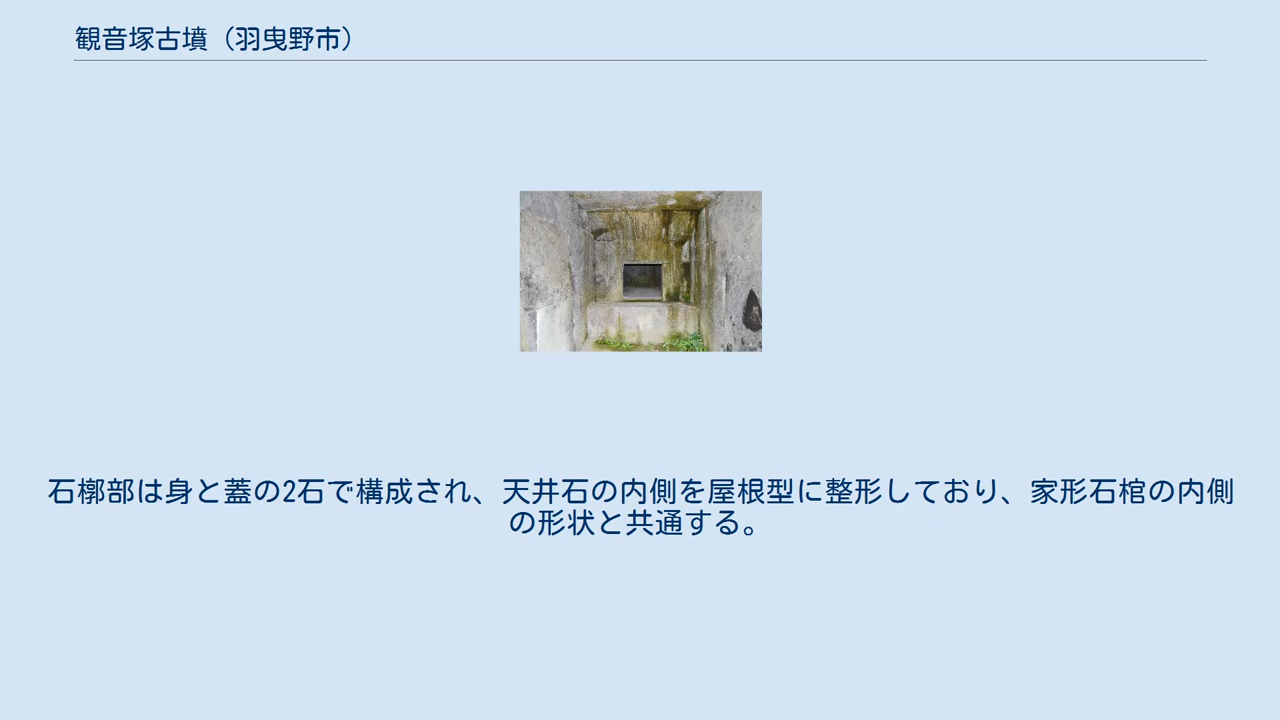 観音塚古墳（羽曳野市）
石槨部は身と蓋の2石で構成され、天井石の内側を屋根型に整形しており、家形石棺の内側
の形状と共通する。